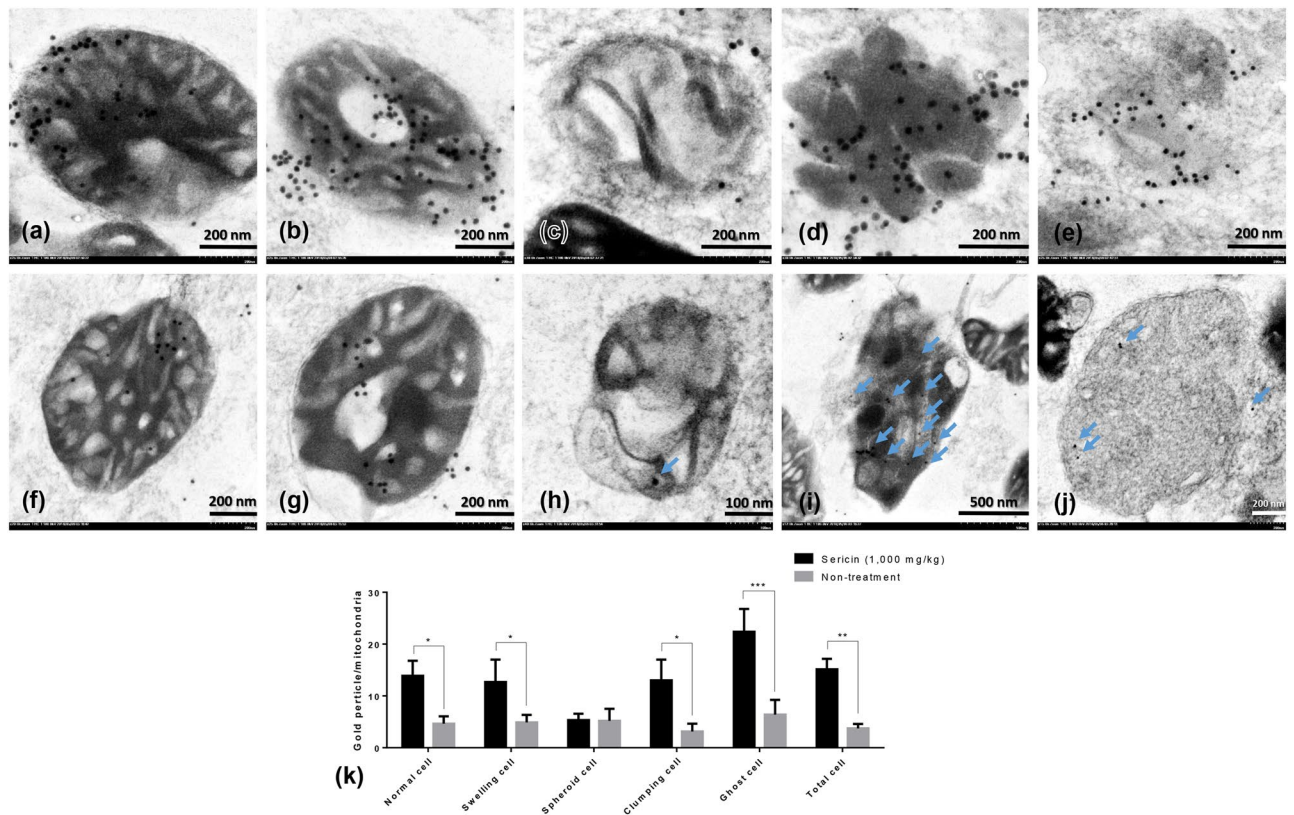 (a)
200 nm
(b)
200 nm
(c)
200 nm
(d)
200 nm
(e)
200 nm
(f)
200 nm
(g)
200 nm
(h)
100 nm
(i)
500 nm
(j)
200 nm
Sericin (1,000 mg/kg)
Non-treatment
Gold particle/mitochondria
30
20
10
0
*
*
*
***
**
Normal cell
Swelling cell
Spheroid cell
Clumping cell
Ghost cell
Total cell
(k)